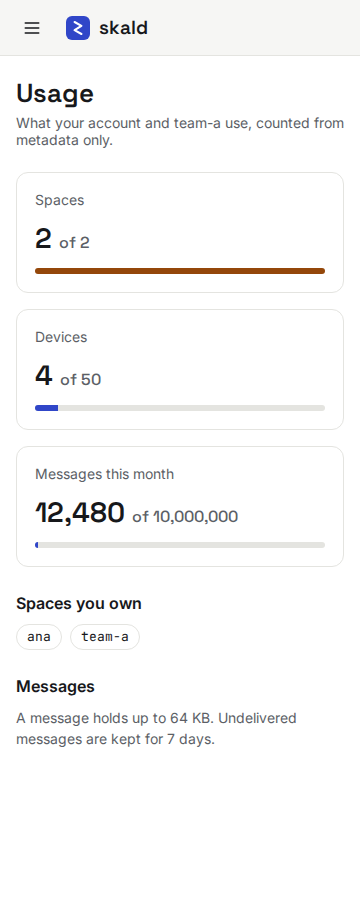 skald
Usage
What your account and team-a use, counted from
metadata only.
Spaces
2 of 2
Devices
4 of 50
Messages this month
12,480 of 10,000,000
Spaces you own
ana team-a
Messages
A message holds up to 64 KB. Undelivered
messages are kept for 7 days.